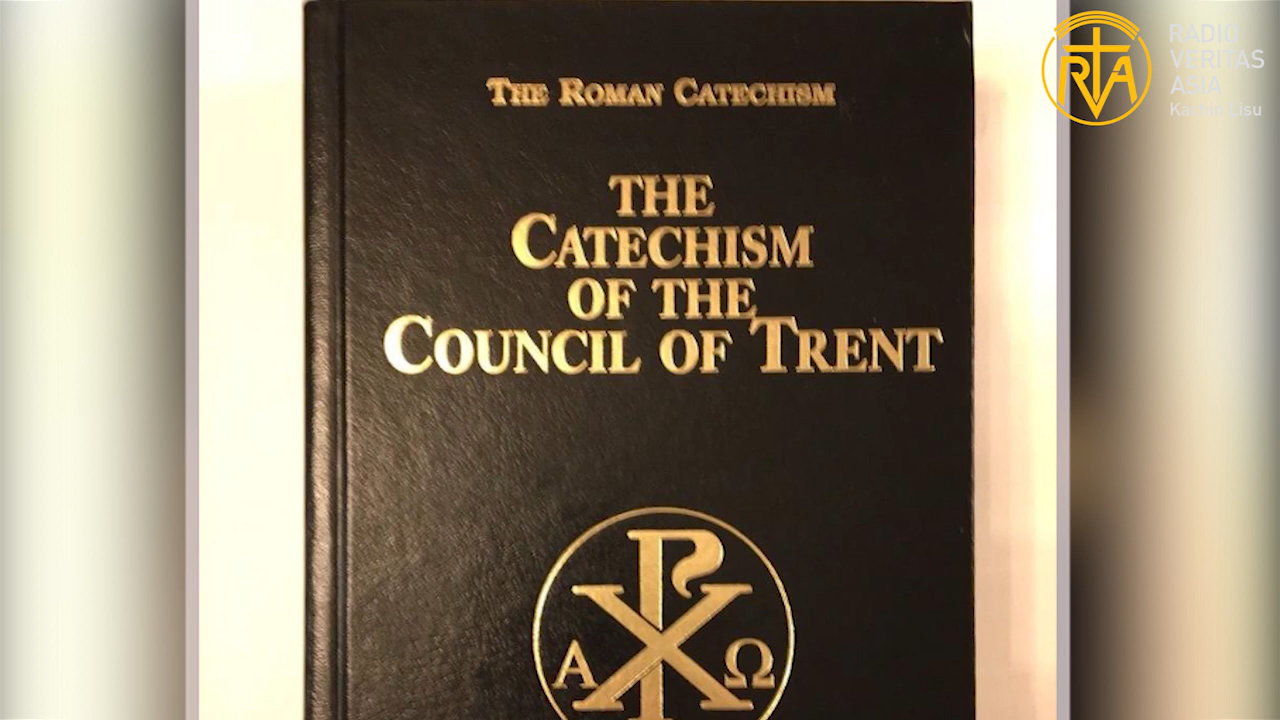 THE ROMAN CATECHISM
THE
CATECHISM
OF THE
COUNCIL OF TRENT
Α Ω
RVA
RADIO
VERITAS
ASIA